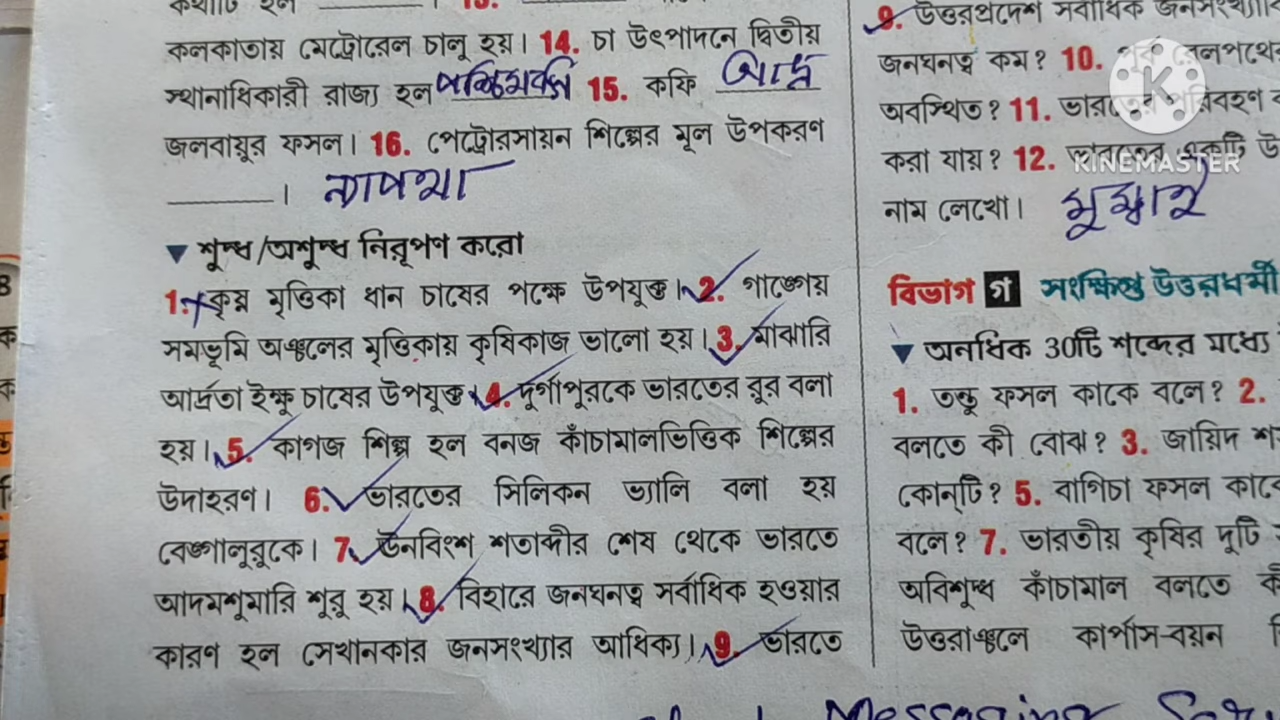 কলকাতায় মেট্রোরেল চালু হয়। 14. চা উৎপাদনে দ্বিতীয়
স্থানাধিকারী রাজ্য হল পশ্চিমবঙ্গ 15. কফি আর্দ্র
জলবায়ুর ফসল। 16. পেট্রোরসায়ন শিল্পের মূল উপকরণ
। ন্যাপথা
▼ শুদ্ধ/অশুদ্ধ নিরূপণ করো
1. কৃষ্ণ মৃত্তিকা ধান চাষের পক্ষে উপযুক্ত। 2. গাঙ্গেয়
সমভূমি অঞ্চলের মৃত্তিকায় কৃষিকাজ ভালো হয়। 3. মাঝারি
আর্দ্রতা ইক্ষু চাষের উপযুক্ত। 4. দুর্গাপুরকে ভারতের রুর বলা
হয়। 5. কাগজ শিল্প হল বনজ কাঁচামালভিত্তিক শিল্পের
উদাহরণ। 6. ভারতের সিলিকন ভ্যালি বলা হয়
বেঙ্গালুরুকে। 7. ঊনবিংশ শতাব্দীর শেষ থেকে ভারতে
আদমশুমারি শুরু হয়। 8. বিহারে জনঘনত্ব সর্বাধিক হওয়ার
কারণ হল সেখানকার জনসংখ্যার আধিক্য। 9. ভারতে
9. উত্তরপ্রদেশ সর্বাধিক
জনঘনত্ব কম? 10. রেলপথের
অবস্থিত? 11. ভারতের পরিবহণ
করা যায়? 12. ভারতের একটি
নাম লেখো। মুম্বাই
বিভাগ গ সংক্ষিপ্ত উত্তরধর্মী
▼ অনধিক 30টি শব্দের মধ্যে
1. তন্তু ফসল কাকে বলে? 2.
বলতে কী বোঝ? 3. জায়িদ
কোন্‌টি? 5. বাগিচা ফসল কাকে
বলে? 7. ভারতীয় কৃষির দুটি
অবিশুদ্ধ কাঁচামাল বলতে
উত্তরাঞ্চলে কার্পাস-বয়ন
Messaging
K
KINEMASTER